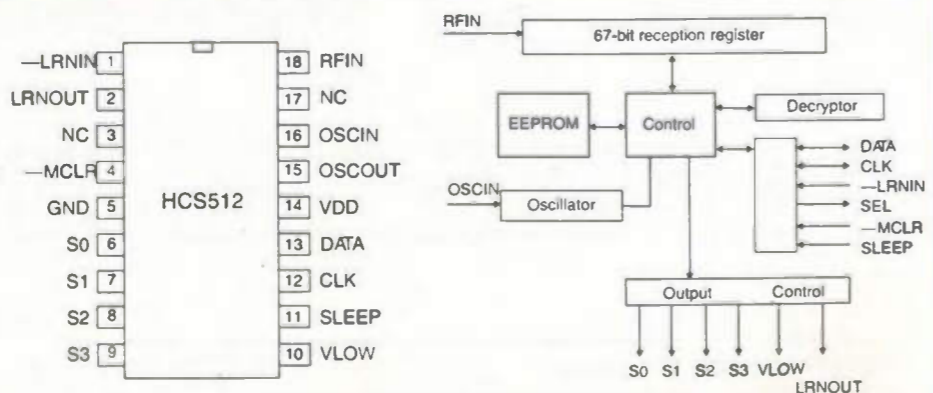 —LRNIN 1
LRNOUT 2
NC 3
—MCLR 4
GND 5
S0 6
S1 7
S2 8
S3 9
HCS512
18 RFIN
17 NC
16 OSCIN
15 OSCOUT
14 VDD
13 DATA
12 CLK
11 SLEEP
10 VLOW
RFIN
67-bit reception register
EEPROM
Control
Decryptor
OSCIN
Oscillator
DATA
CLK
—LRNIN
SEL
—MCLR
SLEEP
Output Control
S0 S1 S2 S3 VLOW
LRNOUT